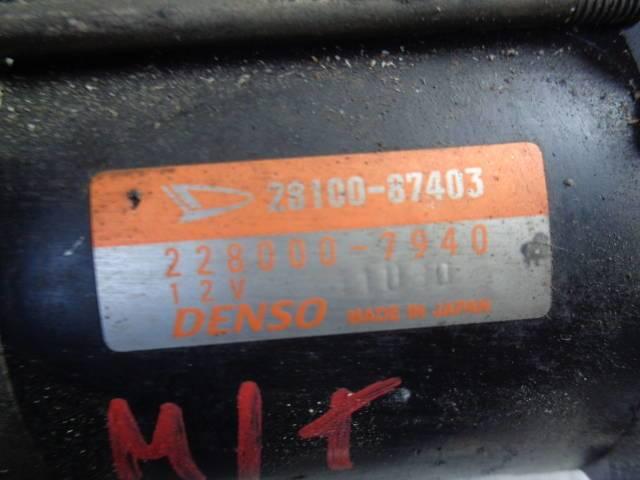 28100-87403
228000-7940
12V
DENSO MADE IN JAPAN
M/T